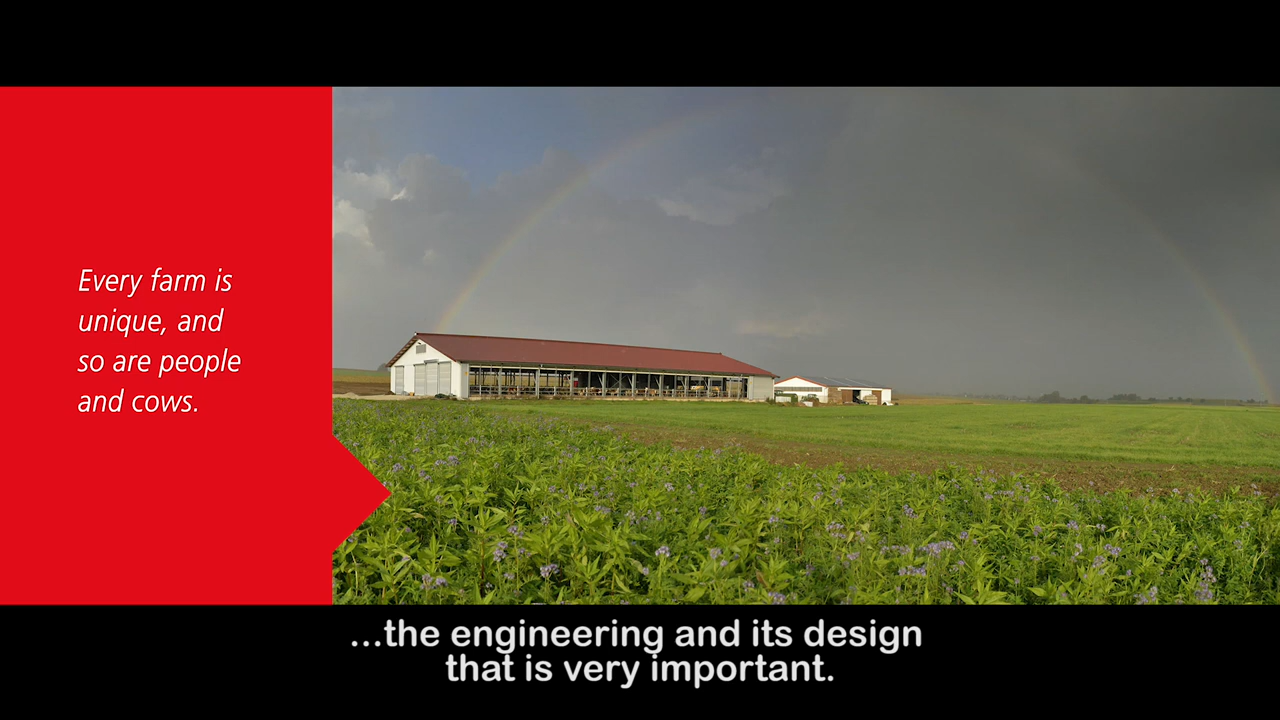 Every farm is
unique, and
so are people
and cows.
...the engineering and its design
that is very important.